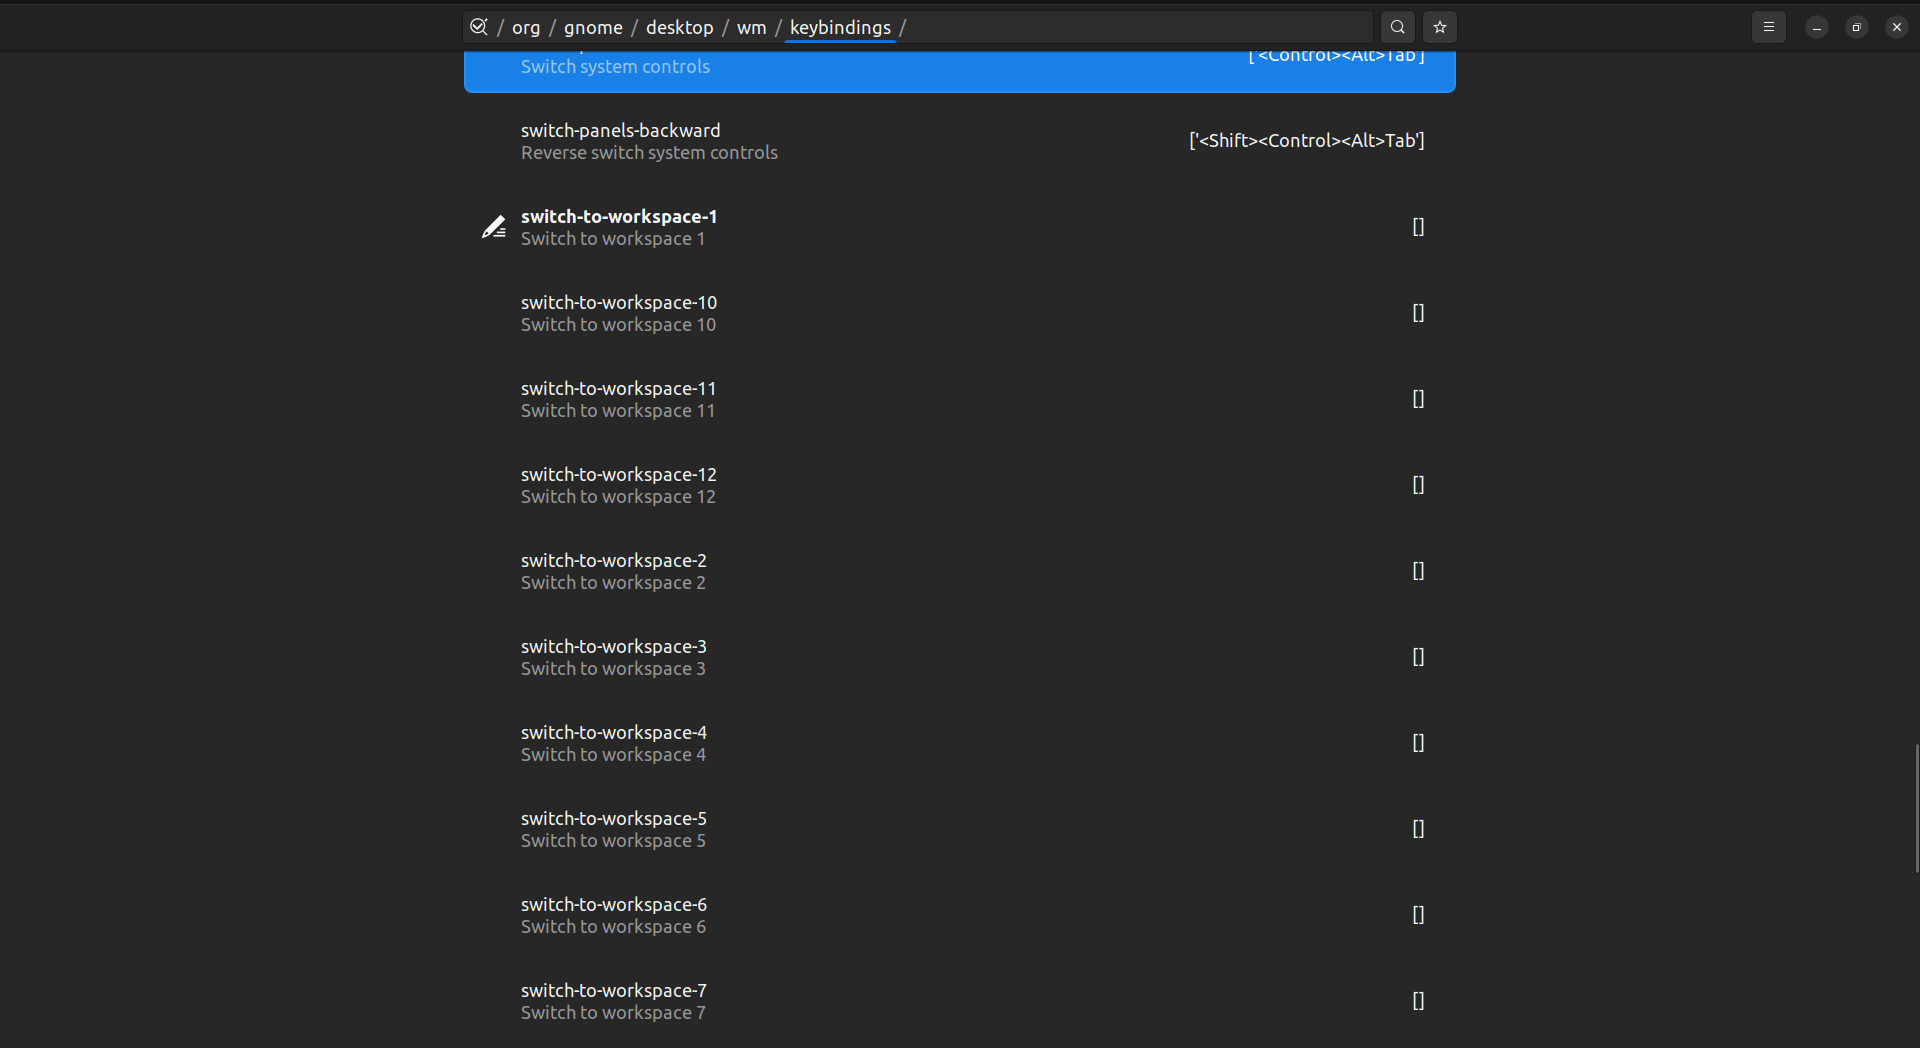 / org / gnome / desktop / wm / keybindings /
Switch system controls
['<Control><Alt>Tab']
switch-panels-backward
Reverse switch system controls
['<Shift><Control><Alt>Tab']
switch-to-workspace-1
Switch to workspace 1
[]
switch-to-workspace-10
Switch to workspace 10
[]
switch-to-workspace-11
Switch to workspace 11
[]
switch-to-workspace-12
Switch to workspace 12
[]
switch-to-workspace-2
Switch to workspace 2
[]
switch-to-workspace-3
Switch to workspace 3
[]
switch-to-workspace-4
Switch to workspace 4
[]
switch-to-workspace-5
Switch to workspace 5
[]
switch-to-workspace-6
Switch to workspace 6
[]
switch-to-workspace-7
Switch to workspace 7
[]